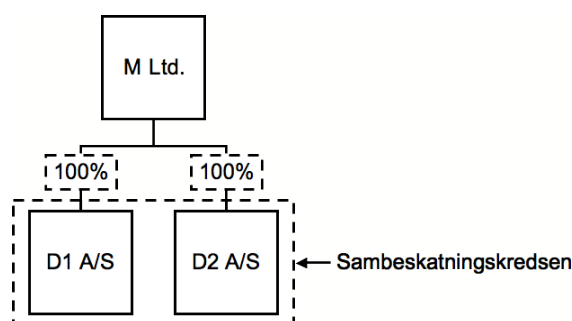 M Ltd.
100%
100%
D1 A/S
D2 A/S
Sambeskatningskredsen